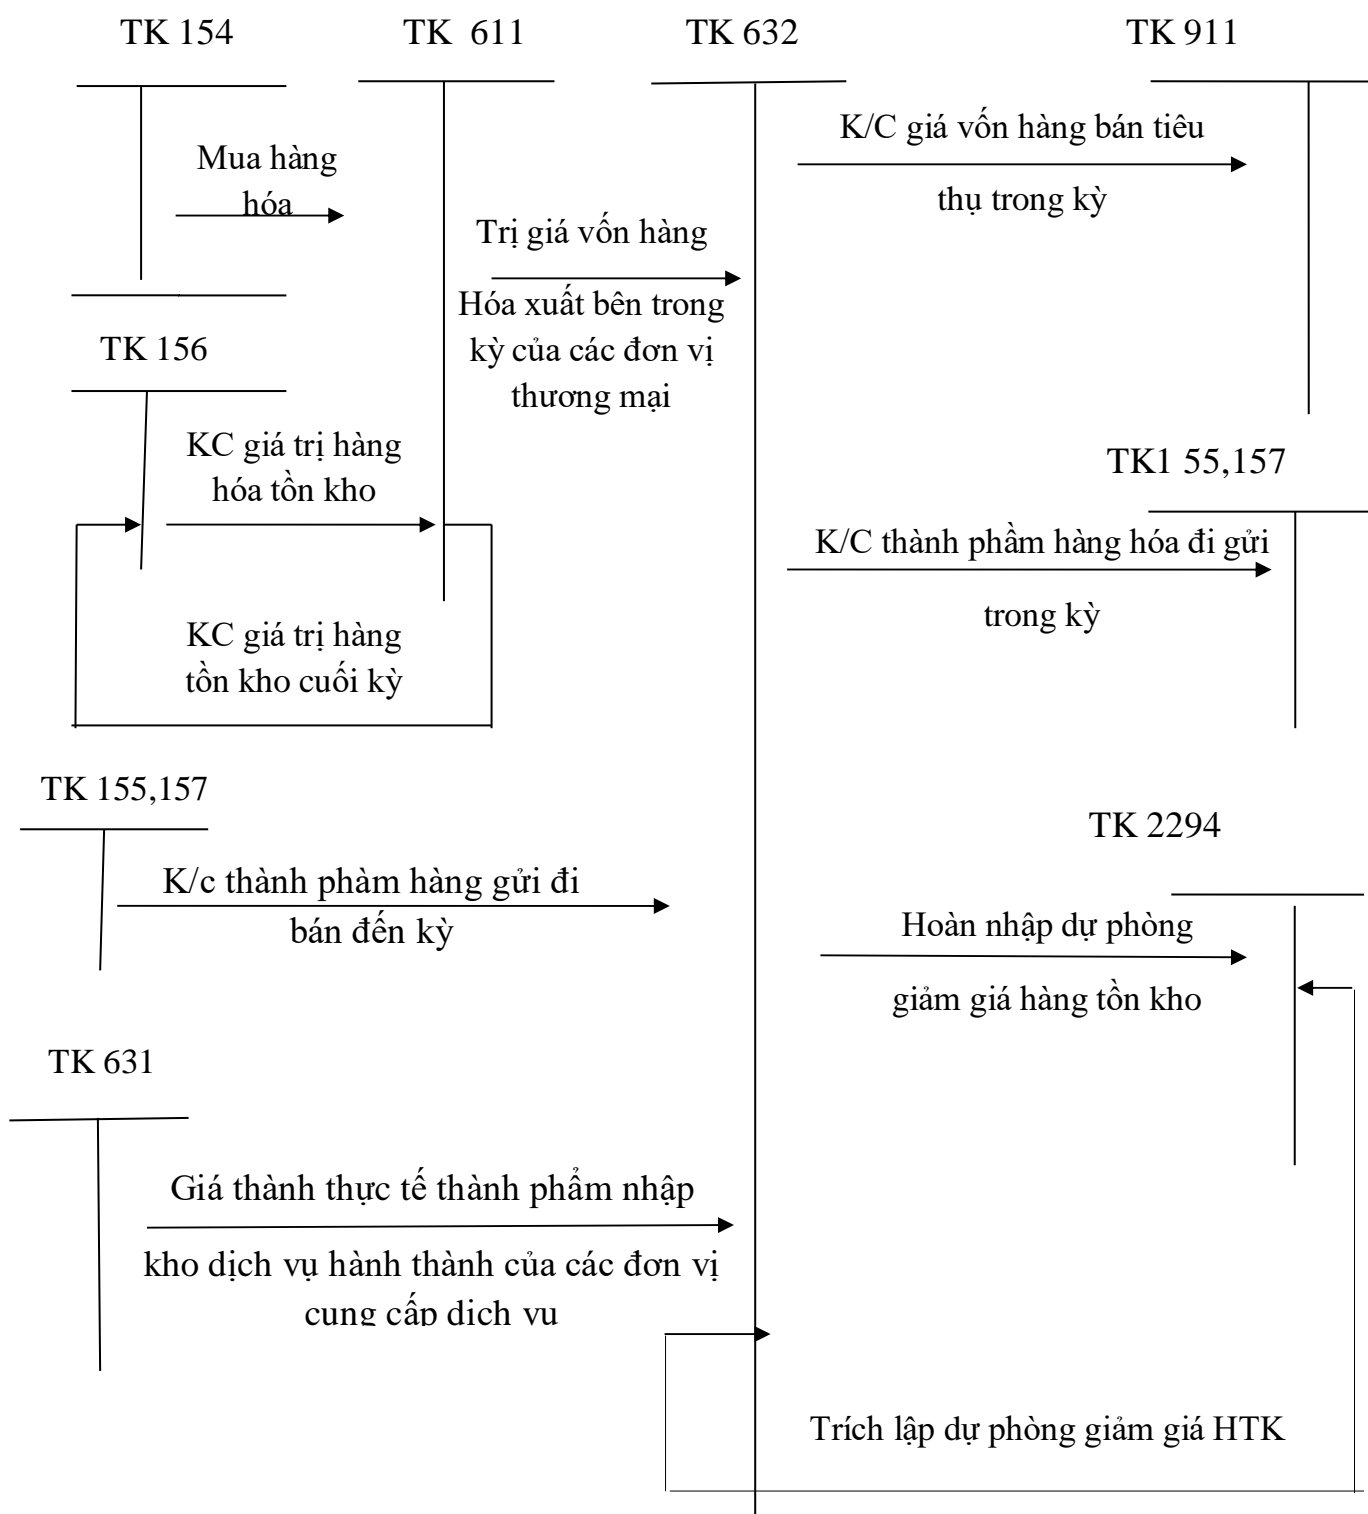 TK 154
TK 611
TK 632
TK 911
Mua hàng
hóa
K/C giá vốn hàng bán tiêu
thụ trong kỳ
Trị giá vốn hàng
Hóa xuất bên trong
kỳ của các đơn vị
thương mại
TK 156
KC giá trị hàng
hóa tồn kho
KC giá trị hàng
tồn kho cuối kỳ
TK1 55,157
K/C thành phầm hàng hóa đi gửi
trong kỳ
TK 155,157
K/c thành phàm hàng gửi đi
bán đến kỳ
TK 2294
Hoàn nhập dự phòng
giảm giá hàng tồn kho
TK 631
Giá thành thực tế thành phẩm nhập
kho dịch vụ hành thành của các đơn vị
cung cấp dịch vụ
Trích lập dự phòng giảm giá HTK